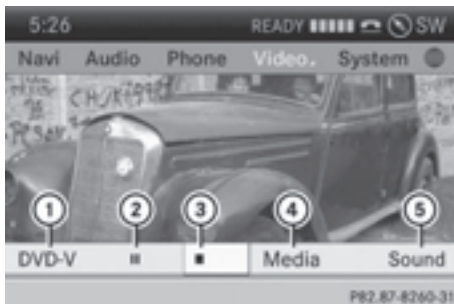 5:26 READY SW
Navi Audio Phone Video. System
CH/K
1 2 3 4 5
DVD-V Media Sound
P82.87-8260-31